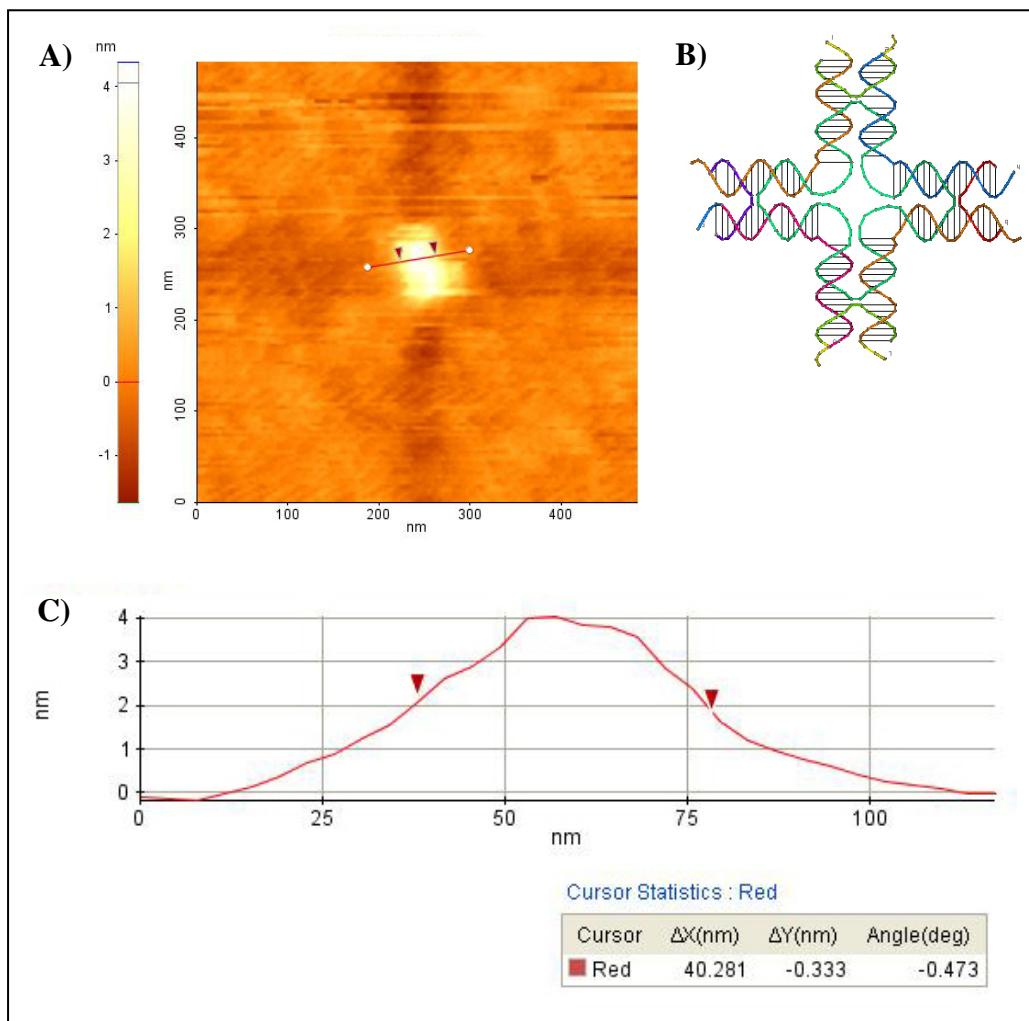 A)
nm
4
3
2
1
0
-1
400
300
200
100
0
nm
0 100 200 300 400
nm
B)
C)
4
3
2
1
0
nm
0 25 50 75 100
nm
Cursor Statistics : Red
Cursor ΔX(nm) ΔY(nm) Angle(deg)
Red 40.281 -0.333 -0.473